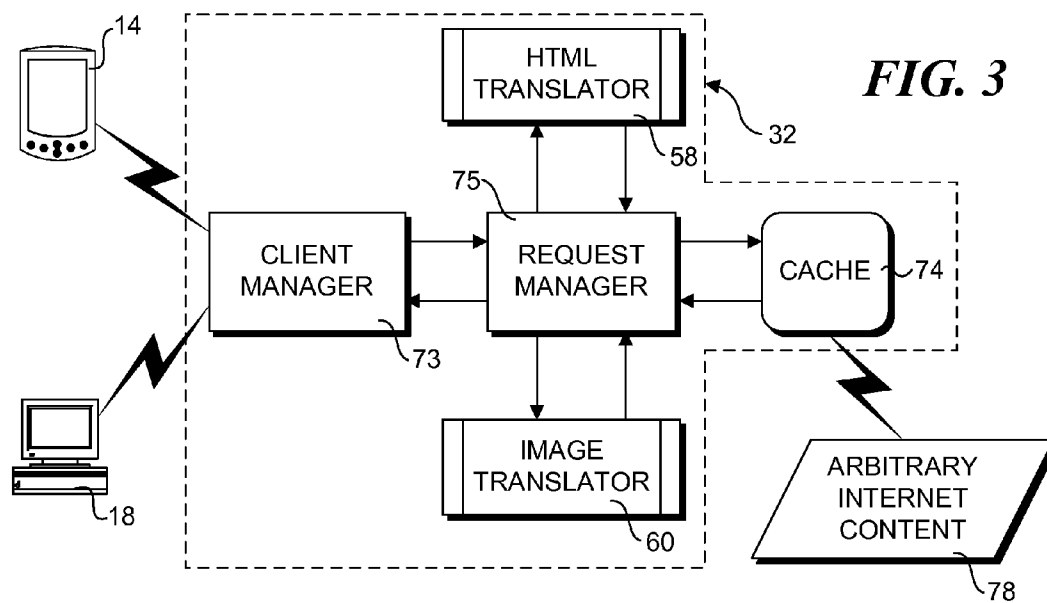 14
HTML
TRANSLATOR
FIG. 3
32
58
75
CLIENT
MANAGER
REQUEST
MANAGER
CACHE
74
73
18
IMAGE
TRANSLATOR
60
ARBITRARY
INTERNET
CONTENT
78